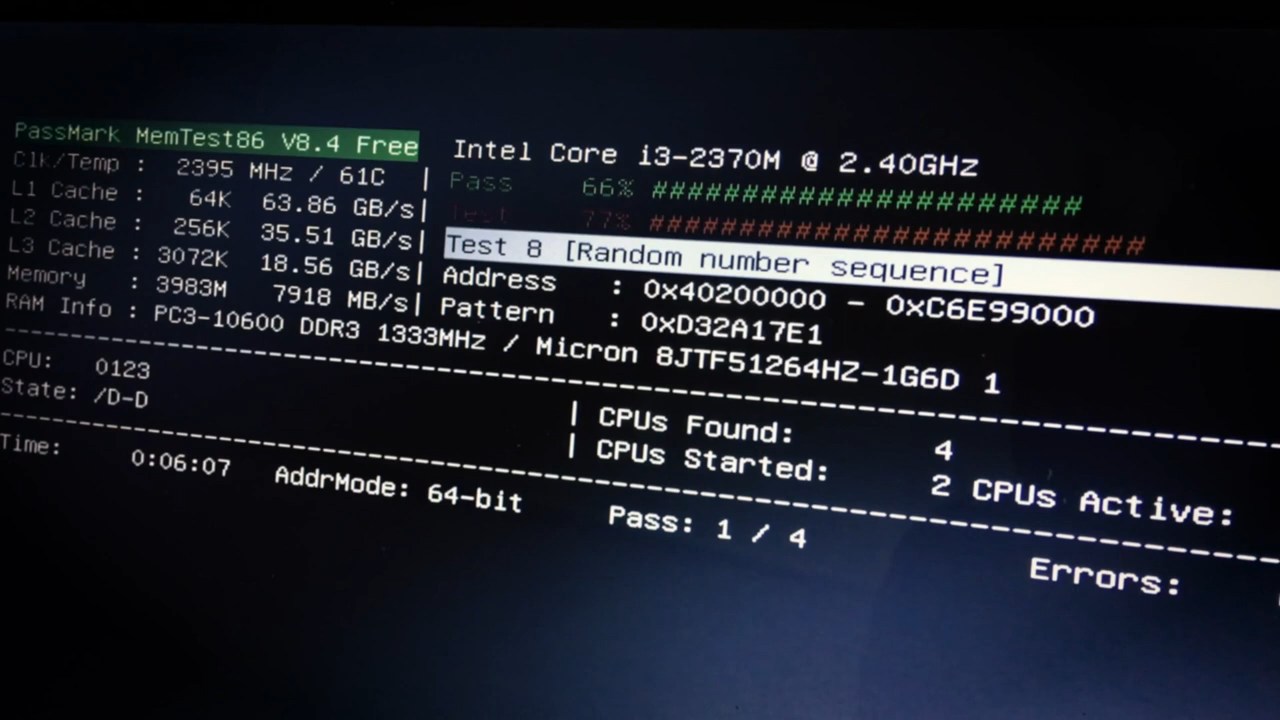 PassMark MemTest86 V8.4 Free Intel Core i3-2370M @ 2.40GHZ
Clk/Temp : 2395 MHz / 61C | Pass 66% ####################
L1 Cache : 64K 63.86 GB/s| Test 77% #######################
L2 Cache : 256K 35.51 GB/s| Test 8 [Random number sequence]
L3 Cache : 3072K 18.56 GB/s| Address : 0x40200000 - 0xC6E99000
Memory : 3983M 7918 MB/s| Pattern : 0xD32A17E1
RAM Info : PC3-10600 DDR3 1333MHz / Micron 8JTF51264HZ-1G6D 1
CPU: 0123 | CPUs Found: 4
State: /D-D | CPUs Started: 2 CPUs Active:
Time: 0:06:07 AddrMode: 64-bit Pass: 1 / 4 Errors: